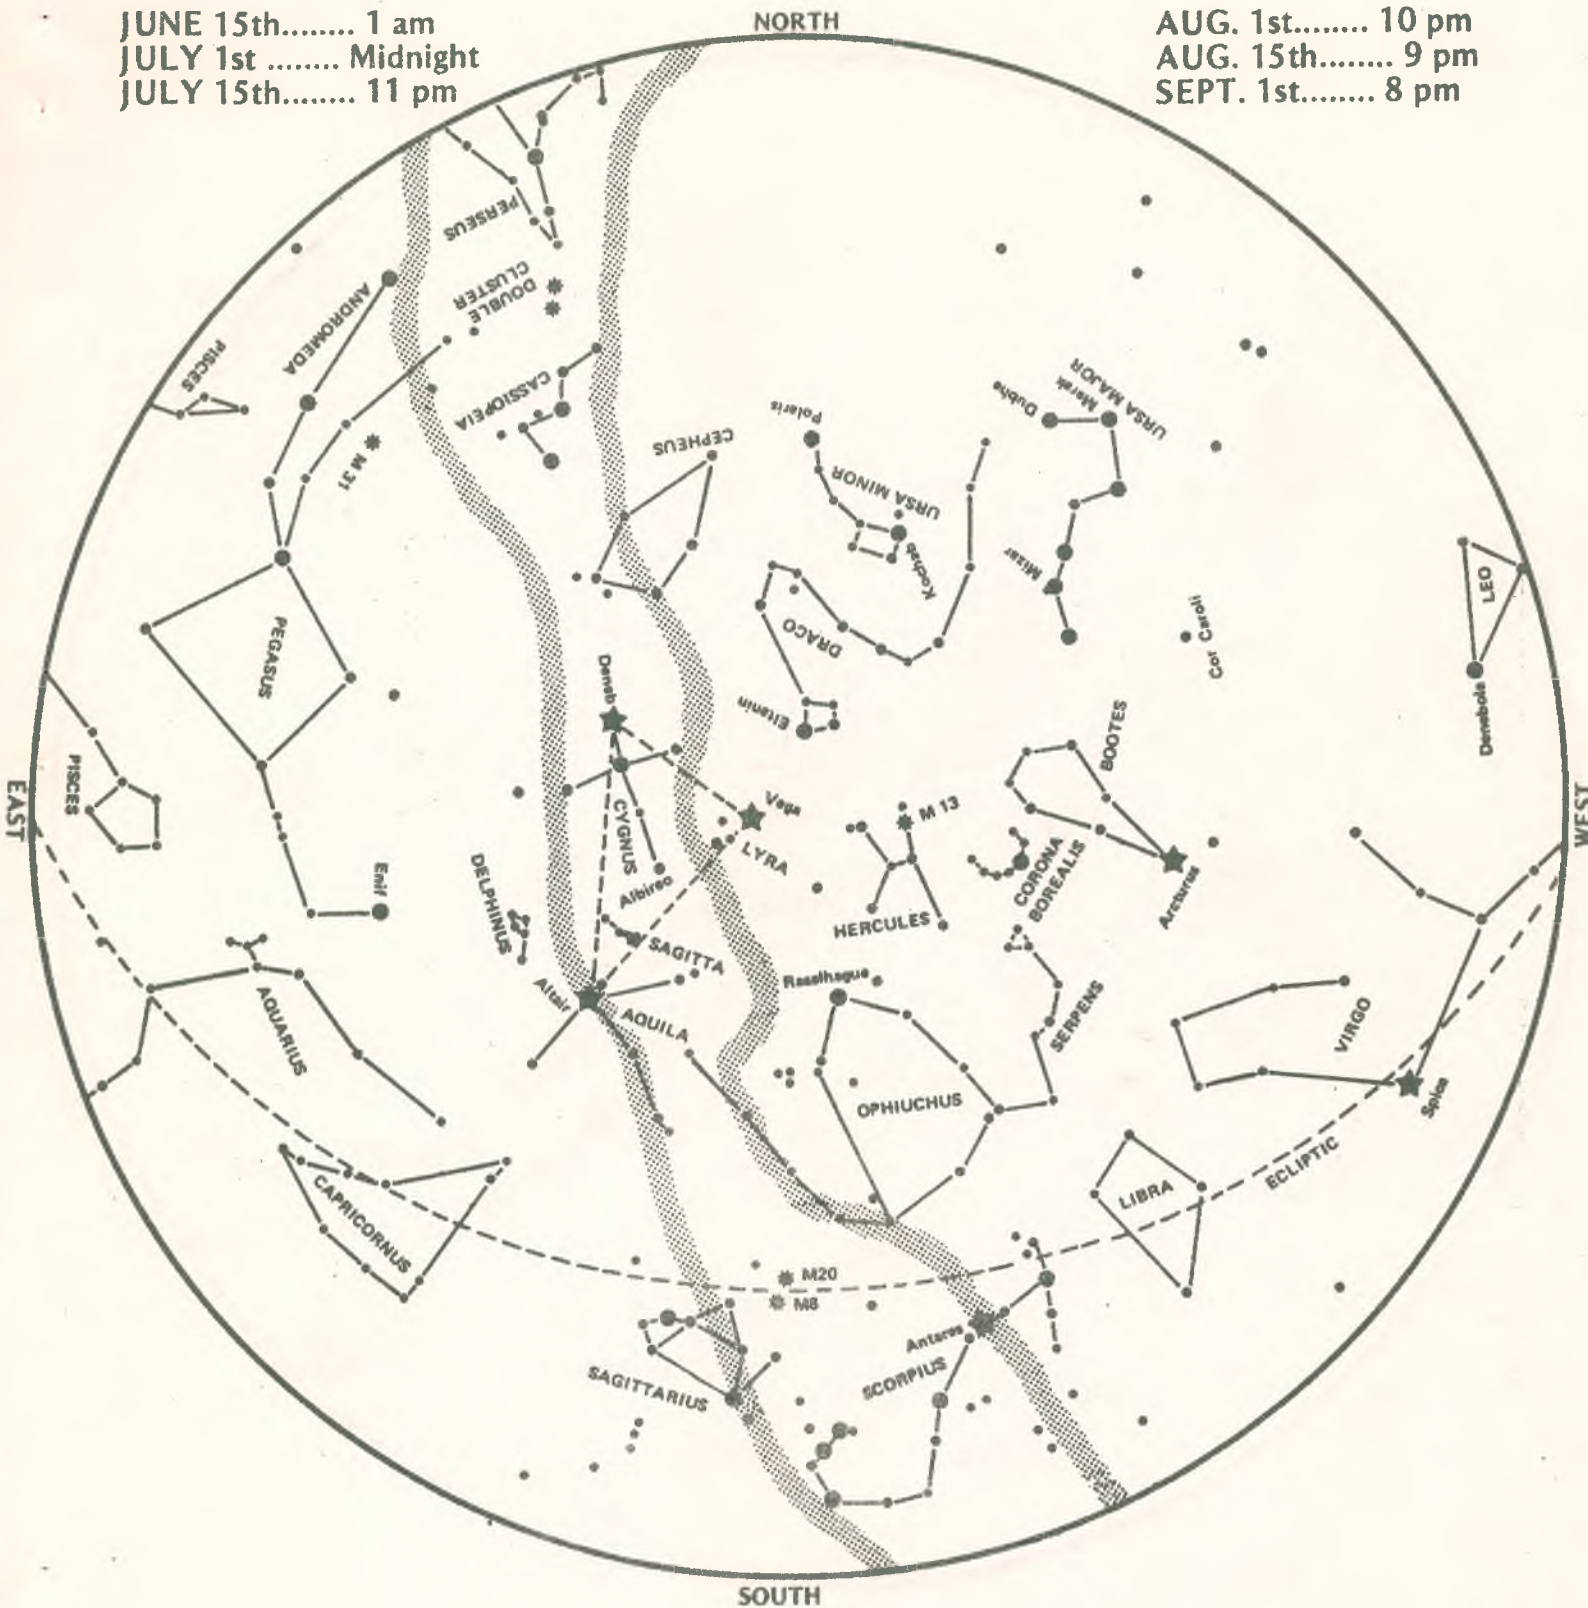 JUNE 15th........ 1 am
JULY 1st ........ Midnight
JULY 15th........ 11 pm
NORTH
AUG. 1st........ 10 pm
AUG. 15th........ 9 pm
SEPT. 1st........ 8 pm
PERSEUS
DOUBLE
CLUSTER
ANDROMEDA
PISCES
CASSIOPEIA
M 31
CEPHEUS
Polaris
URSA MINOR
Kochab
Dubhe
Merak
URSA MAJOR
Mizar
DRACO
Eltanin
Cor Caroli
LEO
Denebola
PEGASUS
Deneb
BOOTES
PISCES
EAST
WEST
CYGNUS
Vega
LYRA
M 13
Albireo
Enif
DELPHINUS
HERCULES
CORONA
BOREALIS
Arcturus
SAGITTA
Altair
AQUILA
Rasalhague
SERPENS
AQUARIUS
VIRGO
OPHIUCHUS
Spica
CAPRICORNUS
LIBRA
ECLIPTIC
M20
M8
Antares
SAGITTARIUS
SCORPIUS
SOUTH